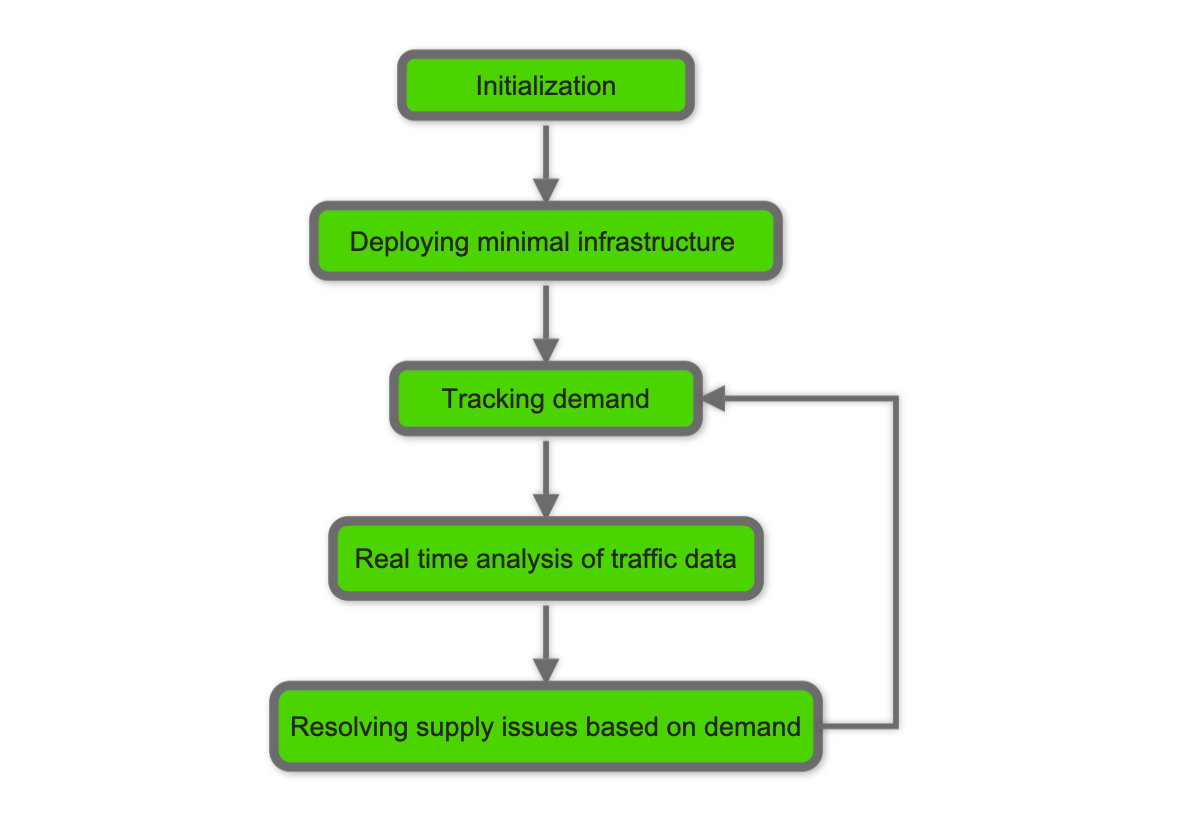 Initialization
Deploying minimal infrastructure
Tracking demand
Real time analysis of traffic data
Resolving supply issues based on demand